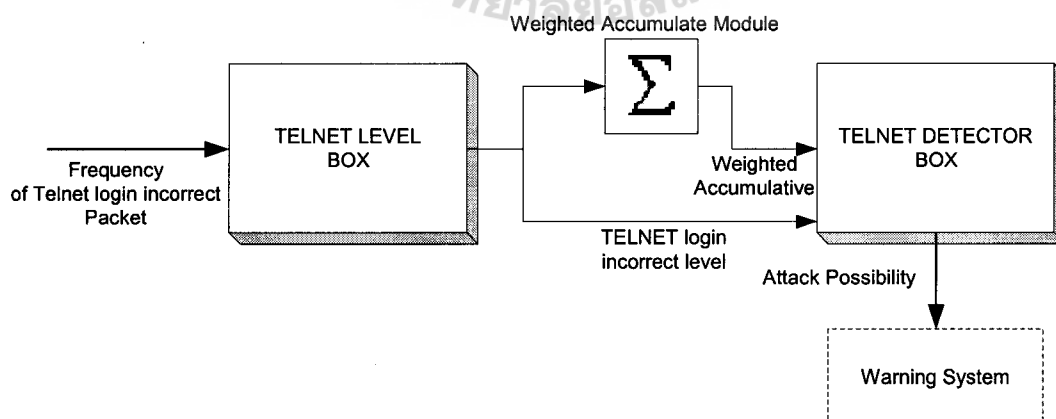 Weighted Accumulate Module
Σ
TELNET LEVEL
BOX
TELNET DETECTOR
BOX
Frequency
of Telnet login incorrect
Packet
Weighted
Accumulative
TELNET login
incorrect level
Attack Possibility
Warning System